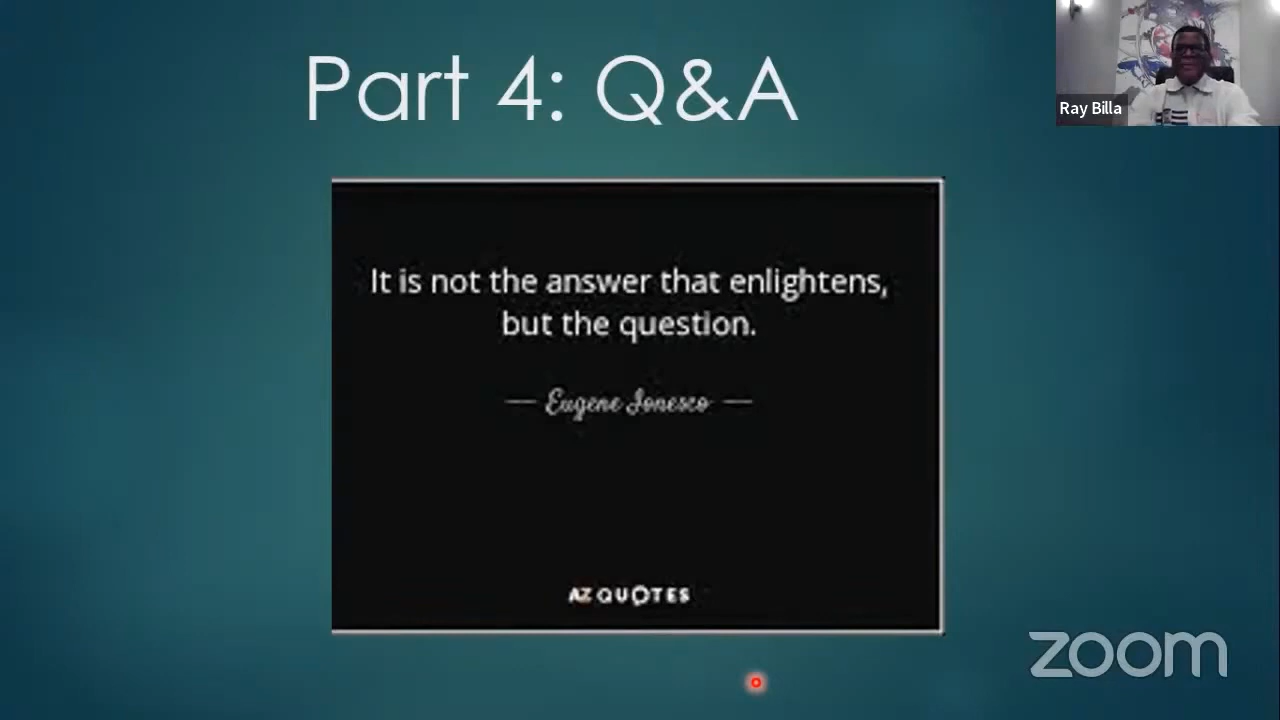 Part 4: Q&A
Ray Billa
It is not the answer that enlightens,
but the question.
— Eugene Ionesco —
AZ QUOTES
zoom